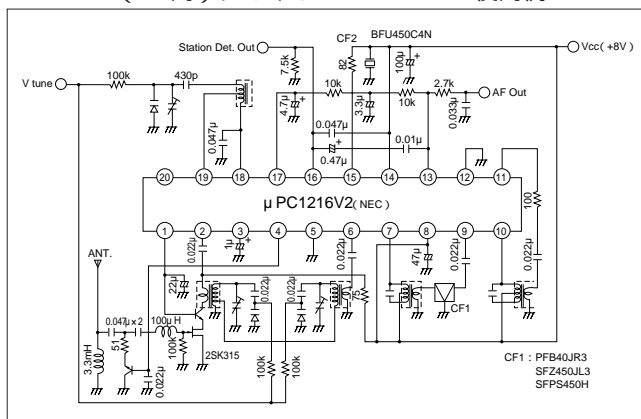 Station Det. Out
CF2
BFU450C4N
Vcc(+8V)
V tune
100k
430p
7.5k
82
100µ
+
10k
2.7k
AF Out
4.7µ
+
3.3µ
+
10k
0.033µ
0.047µ
0.047µ
0.01µ
+
0.47µ
20
19
18
17
16
15
14
13
12
11
µPC1216V2(NEC)
100
1
2
3
4
5
6
7
8
9
10
ANT.
0.022µ
1µ
+
0.022µ
47µ
+
0.022µ
0.022µ
22µ
+
0.022µ
0.022µ
75
CF1
0.047µ×2
100µH
2SK315
3.3mH
51
100k
0.022µ
100k
100k
CF1 : PFB40JR3
SFZ450JL3
SFPS450H